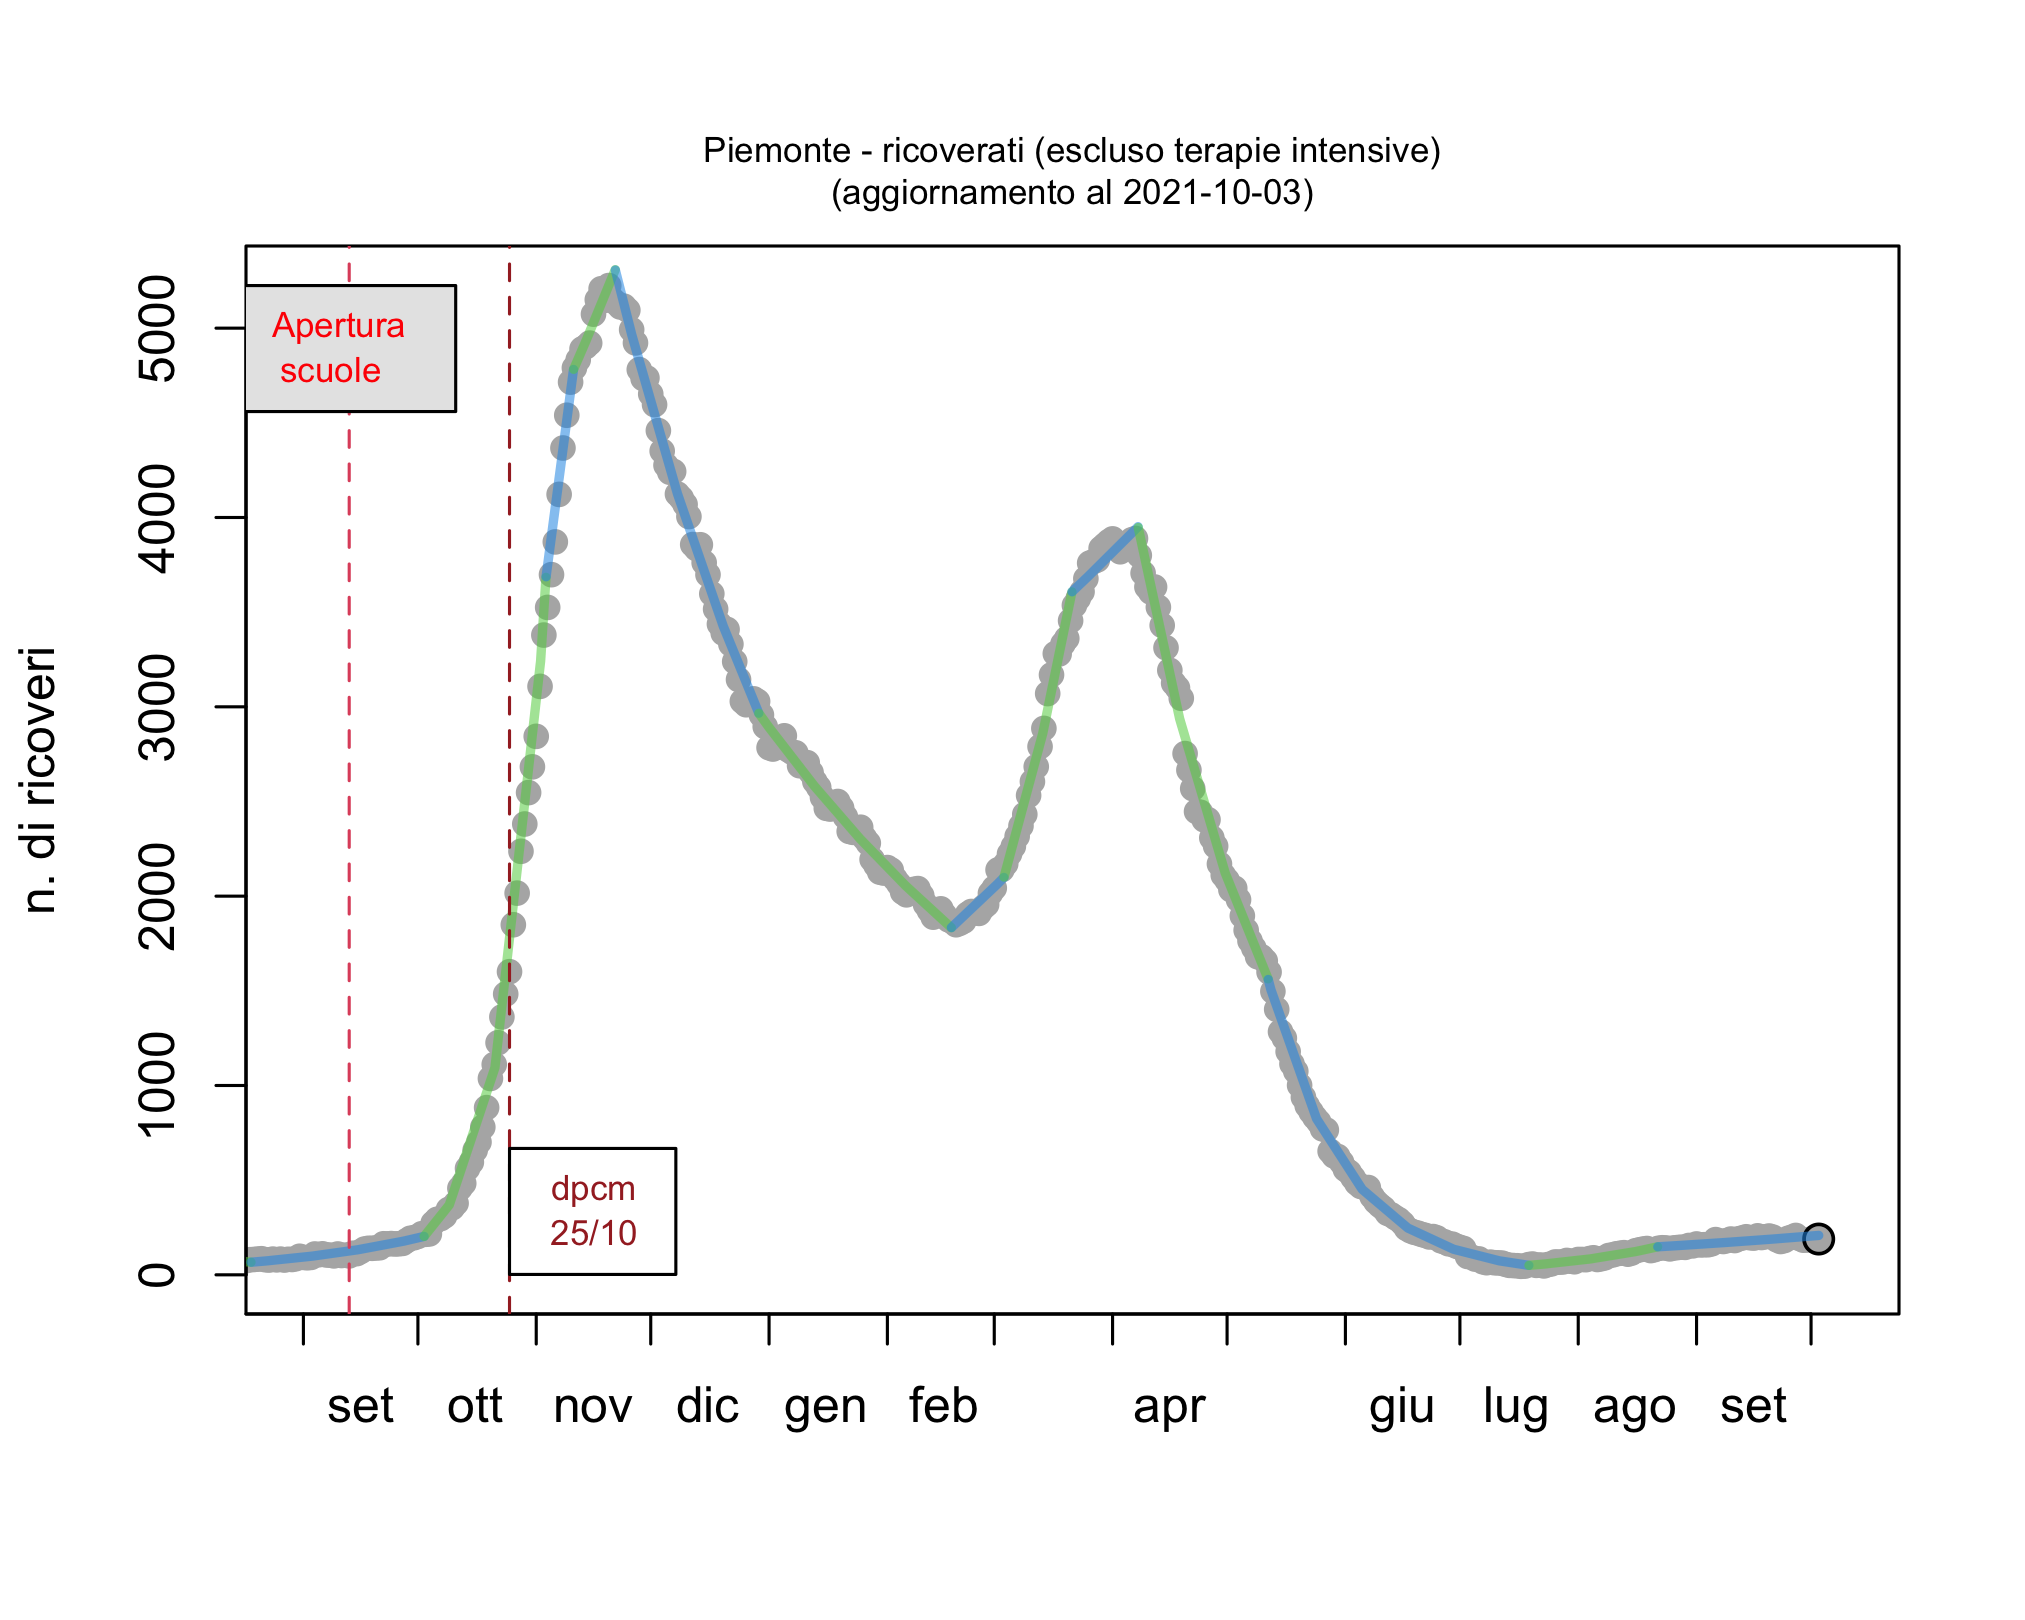 Piemonte - ricoverati (escluso terapie intensive)
(aggiornamento al 2021-10-03)
n. di ricoveri
5000
4000
3000
2000
1000
0
Apertura
scuole
dpcm
25/10
set ott nov dic gen feb apr giu lug ago set